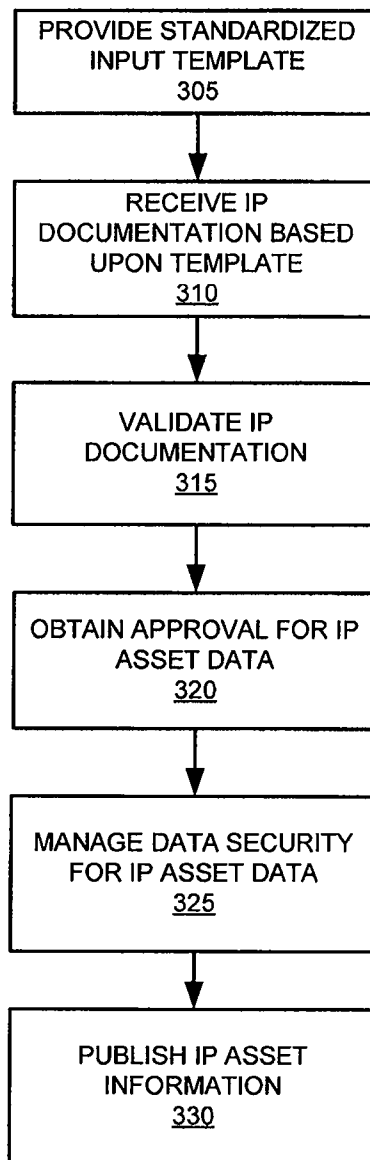 PROVIDE STANDARDIZED
INPUT TEMPLATE
305
RECEIVE IP
DOCUMENTATION BASED
UPON TEMPLATE
310
VALIDATE IP
DOCUMENTATION
315
OBTAIN APPROVAL FOR IP
ASSET DATA
320
MANAGE DATA SECURITY
FOR IP ASSET DATA
325
PUBLISH IP ASSET
INFORMATION
330